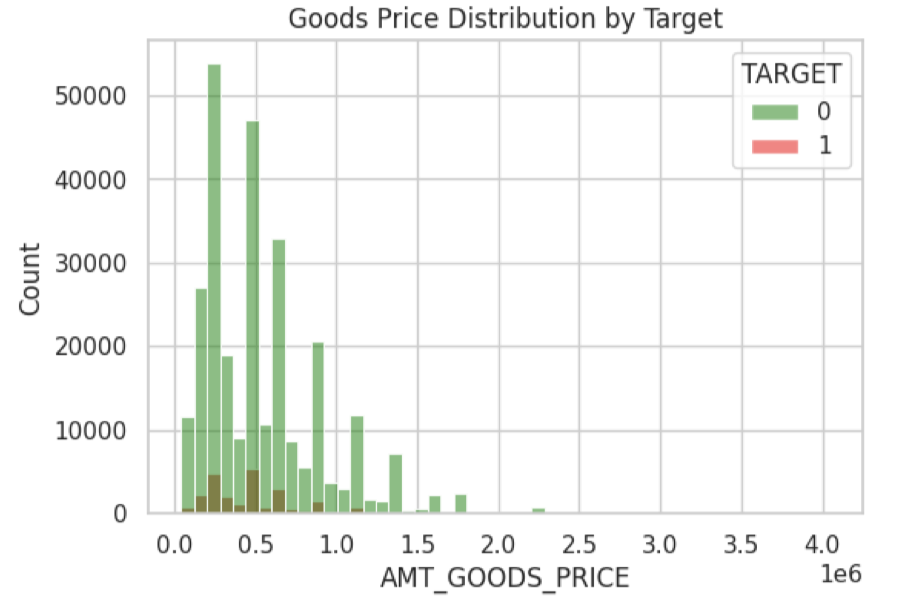 Goods Price Distribution by Target
TARGET
0
1
50000
40000
30000
20000
10000
0
Count
0.0 0.5 1.0 1.5 2.0 2.5 3.0 3.5 4.0
1e6
AMT_GOODS_PRICE